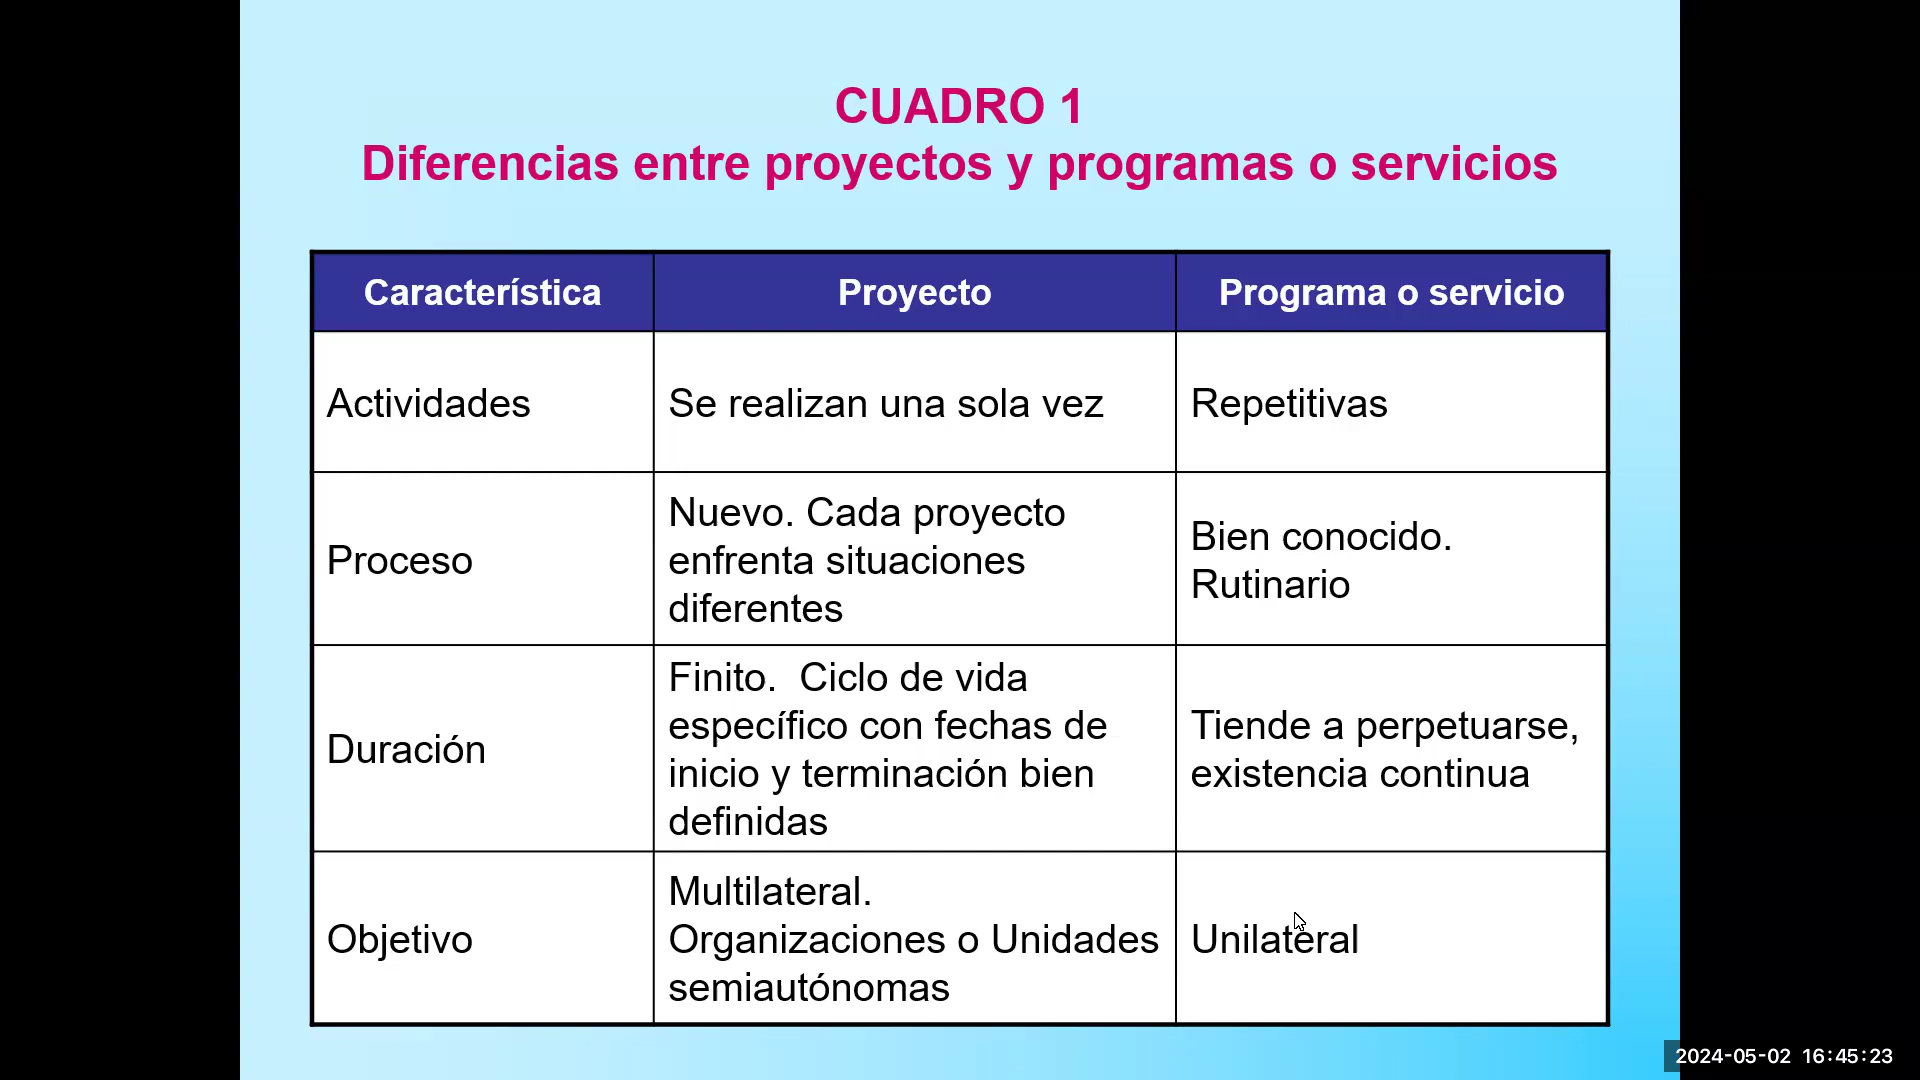 CUADRO 1
Diferencias entre proyectos y programas o servicios
Característica
Proyecto
Programa o servicio
Actividades
Se realizan una sola vez
Repetitivas
Proceso
Nuevo. Cada proyecto
enfrenta situaciones
diferentes
Bien conocido.
Rutinario
Duración
Finito.  Ciclo de vida
específico con fechas de
inicio y terminación bien
definidas
Tiende a perpetuarse,
existencia continua
Objetivo
Multilateral.
Organizaciones o Unidades
semiautónomas
Unilateral
2024-05-02 16:45:23